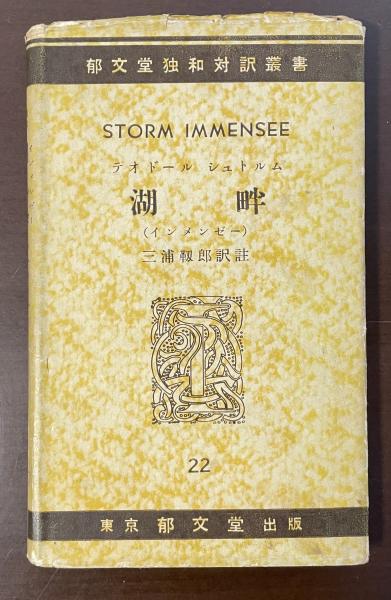 郁文堂独和対訳叢書
STORM IMMENSEE
テオドール シュトルム
湖畔
(インメンゼー)
三浦靱郎訳註
22
東京 郁文堂 出版